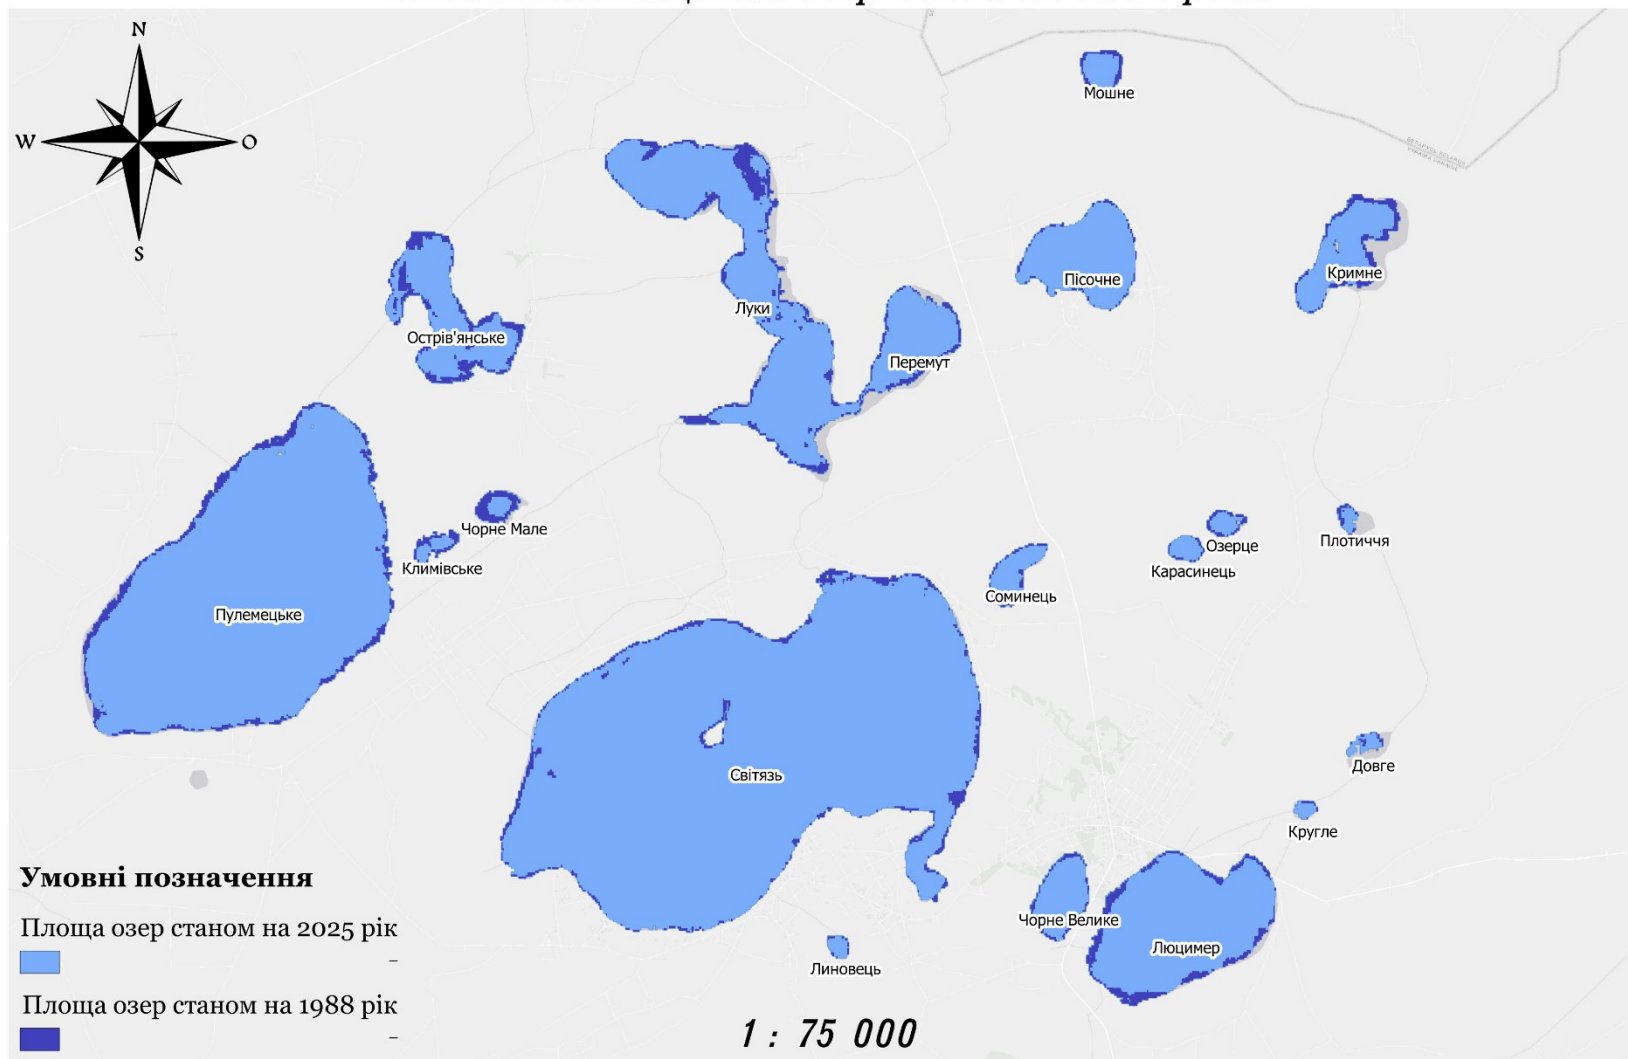 N
W
O
S
Мошне
Пісочне
Кримне
Луки
Острів'янське
Перемут
Чорне Мале
Климівське
Озерце
Плотиччя
Карасинець
Соминець
Пулемецьке
Світязь
Довге
Кругле
Чорне Велике
Люцимер
Линовець
Умовні позначення
Площа озер станом на 2025 рік
–
Площа озер станом на 1988 рік
–
1 : 75 000